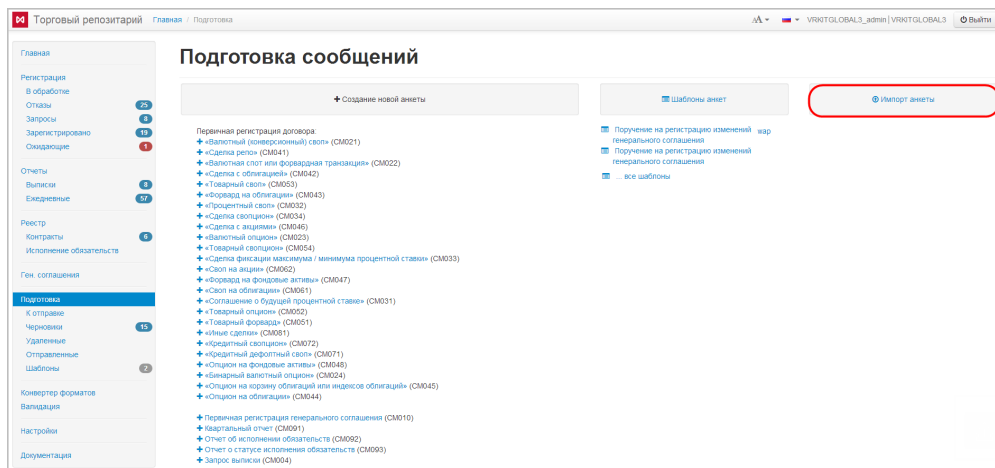 Торговый репозитарий Главная / Подготовка AA VRKITGLOBAL3_admin | VRKITGLOBAL3 Выйти
Главная
Регистрация
В обработке
Отказы 25
Запросы 8
Зарегистрировано 19
Ожидающие 1
Отчеты
Выписки 8
Ежедневные 57
Реестр
Контракты 6
Исполнение обязательств
Ген. соглашения
Подготовка
К отправке
Черновики 15
Удаленные
Отправленные
Шаблоны 2
Конвертер форматов
Валидация
Настройки
Документация
Подготовка сообщений
Создание новой анкеты
Первичная регистрация договора:
«Валютный (конверсионный) своп» (CM021)
«Сделка репо» (CM041)
«Валютная спот или форвардная транзакция» (CM022)
«Сделка с облигацией» (CM042)
«Товарный своп» (CM053)
«Форвард на облигации» (CM043)
«Процентный своп» (CM032)
«Сделка свопцион» (CM034)
«Сделка с акциями» (CM046)
«Валютный опцион» (CM023)
«Товарный свопцион» (CM054)
«Сделка фиксации максимума / минимума процентной ставки» (CM033)
«Своп на акции» (CM062)
«Форвард на фондовые активы» (CM047)
«Своп на облигации» (CM061)
«Соглашение о будущей процентной ставке» (CM031)
«Товарный опцион» (CM052)
«Товарный форвард» (CM051)
«Иные сделки» (CM081)
«Кредитный свопцион» (CM072)
«Кредитный дефолтный своп» (CM071)
«Опцион на фондовые активы» (CM048)
«Бинарный валютный опцион» (CM024)
«Опцион на корзину облигаций или индексов облигаций» (CM045)
«Опцион на облигации» (CM044)
Первичная регистрация генерального соглашения (CM010)
Квартальный отчет (CM091)
Отчет об исполнении обязательств (CM092)
Отчет о статусе исполнения обязательств (CM093)
Запрос выписки (CM004)
Шаблоны анкет
Поручение на регистрацию изменений wap
генерального соглашения
Поручение на регистрацию изменений
генерального соглашения
... все шаблоны
Импорт анкеты